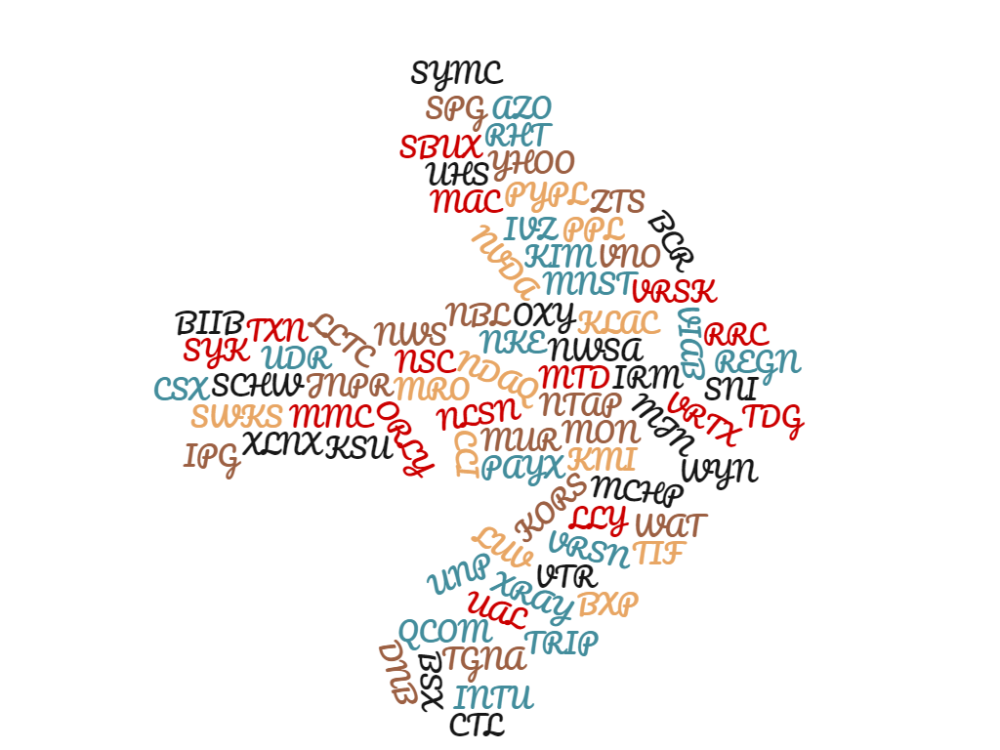 SYMC
SPG AZO
RHT
SBUX
YHOO
UHS
MAC PYPL ZTS
BCR
IVZ PPL
NVDA KIM VNO
MNST VRSK
BIIB TXN LLTC NWS NBL OXY KLAC VIAB RRC
SYK UDR NSC NKE NWSA REGN
CSX SCHW JNPR MRO NDAQ MTD IRM SNI
SWKS MMC ORLY NLSN NTAP MJN VRTX TDG
IPG XLNX KSU LLL MUR MON
PAYX KMI WYN
KORS MCHP
LLY WAT
LUV VRSN TIF
UNP XRAY VTR
UAL BXP
QCOM TRIP
DNB BSX TGNA
INTU
CTL